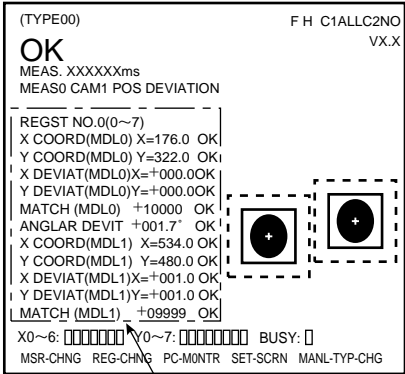 (TYPE00) F H C1ALLC2NO
OK VX.X
MEAS. XXXXXXms
MEAS0 CAM1 POS DEVIATION
REGST NO.0(0～7)
X COORD(MDL0) X=176.0 OK
Y COORD(MDL0) Y=322.0 OK
X DEVIAT(MDL0)X=+000.0OK
Y DEVIAT(MDL0)Y=+000.0OK
MATCH (MDL0) +10000 OK
ANGLAR DEVIT +001.7° OK
X COORD(MDL1) X=534.0 OK
Y COORD(MDL1) Y=480.0 OK
X DEVIAT(MDL1)X=+001.0 OK
Y DEVIAT(MDL1)Y=+001.0 OK
MATCH (MDL1) +09999 OK
X0～6: ▯▯▯▯▯▯▯ Y0～7: ▯▯▯▯▯▯▯▯ BUSY: ▯
MSR-CHNG REG-CHNG PC-M0NTR SET-SCRN MANL-TYP-CHG